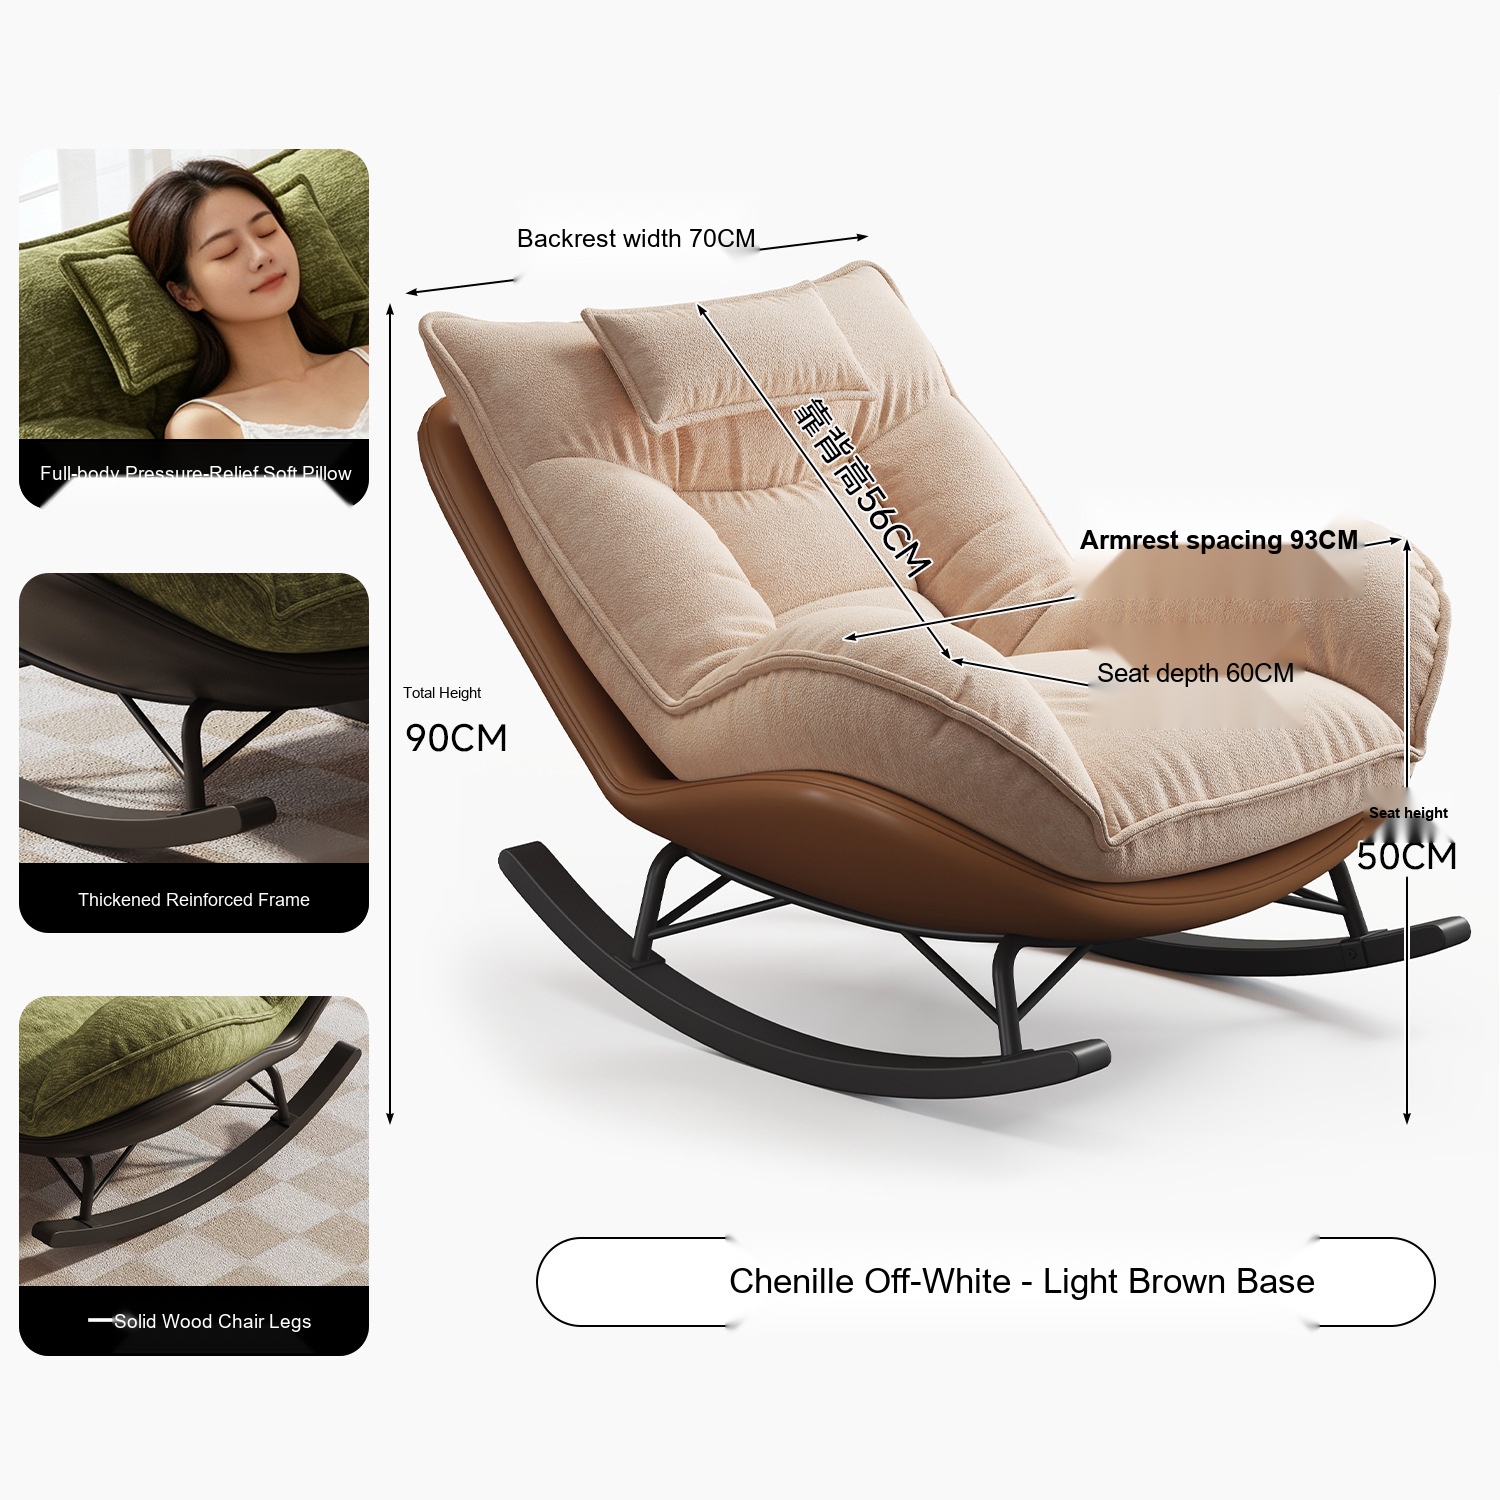 Backrest width 70CM
靠背高56CM
Armrest spacing 93CM
Seat depth 60CM
Total Height
90CM
Seat height
50CM
Full-body Pressure-Relief Soft Pillow
Thickened Reinforced Frame
Solid Wood Chair Legs
Chenille Off-White - Light Brown Base